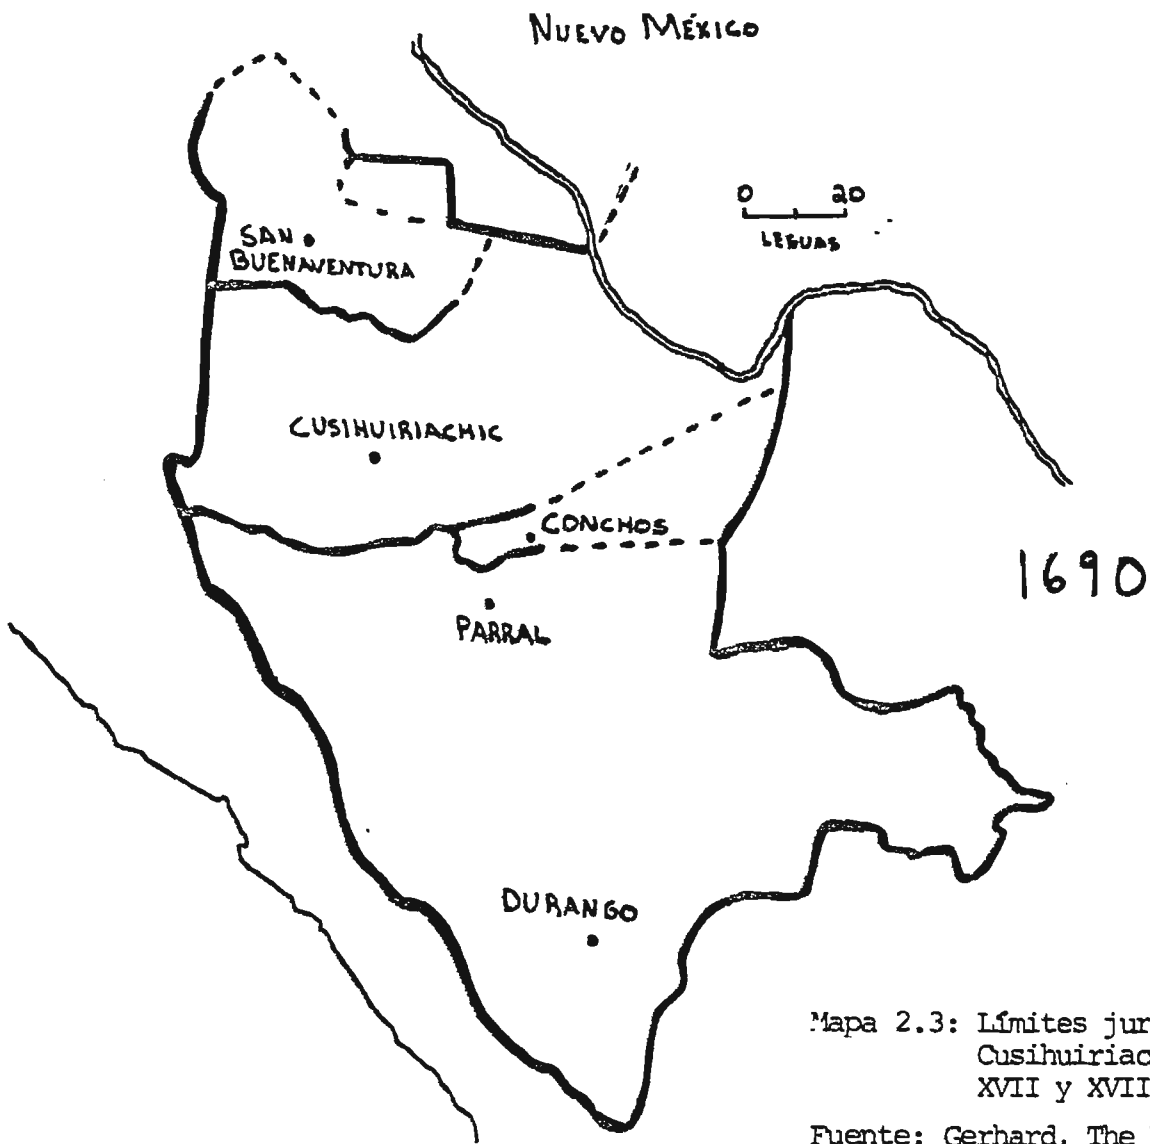 NUEVO MÉXICO
0 20
LEGUAS
SAN
BUENAVENTURA
CUSIHUIRIACHIC
CONCHOS
1690
PARRAL
DURANGO
Mapa 2.3: Límites jur
Cusihuiriac
XVII y XVII
Fuente: Gerhard, The